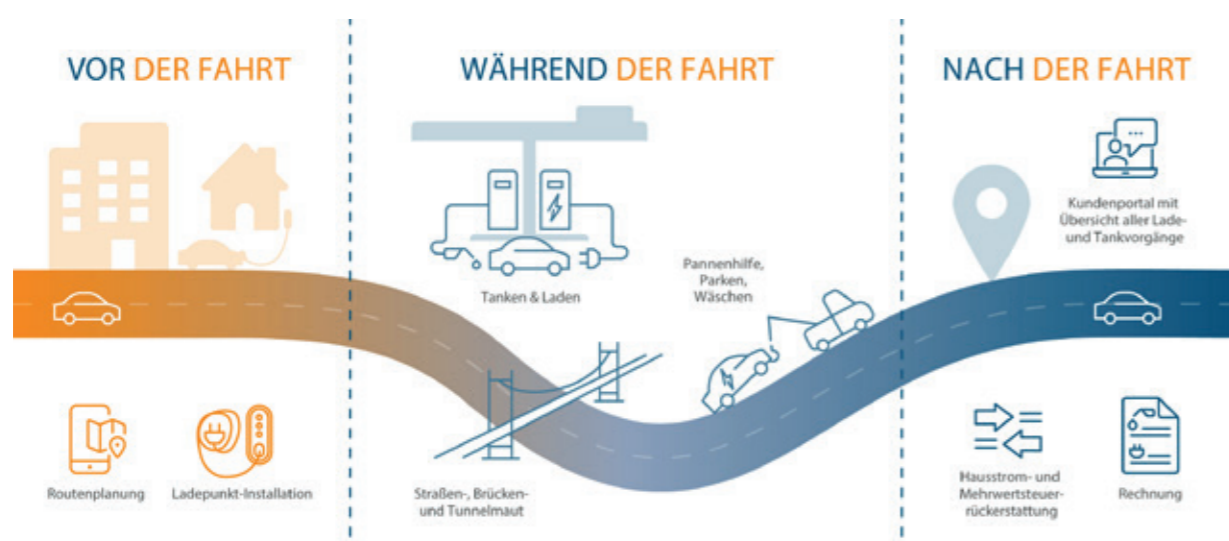 VOR DER FAHRT
Routenplanung
Ladepunkt-Installation
WÄHREND DER FAHRT
Tanken & Laden
Pannenhilfe,
Parken,
Wäschen
Straßen-, Brücken-
und Tunnelmaut
NACH DER FAHRT
Kundenportal mit
Übersicht aller Lade-
und Tankvorgänge
Hausstrom- und
Mehrwertsteuer-
rückerstattung
Rechnung